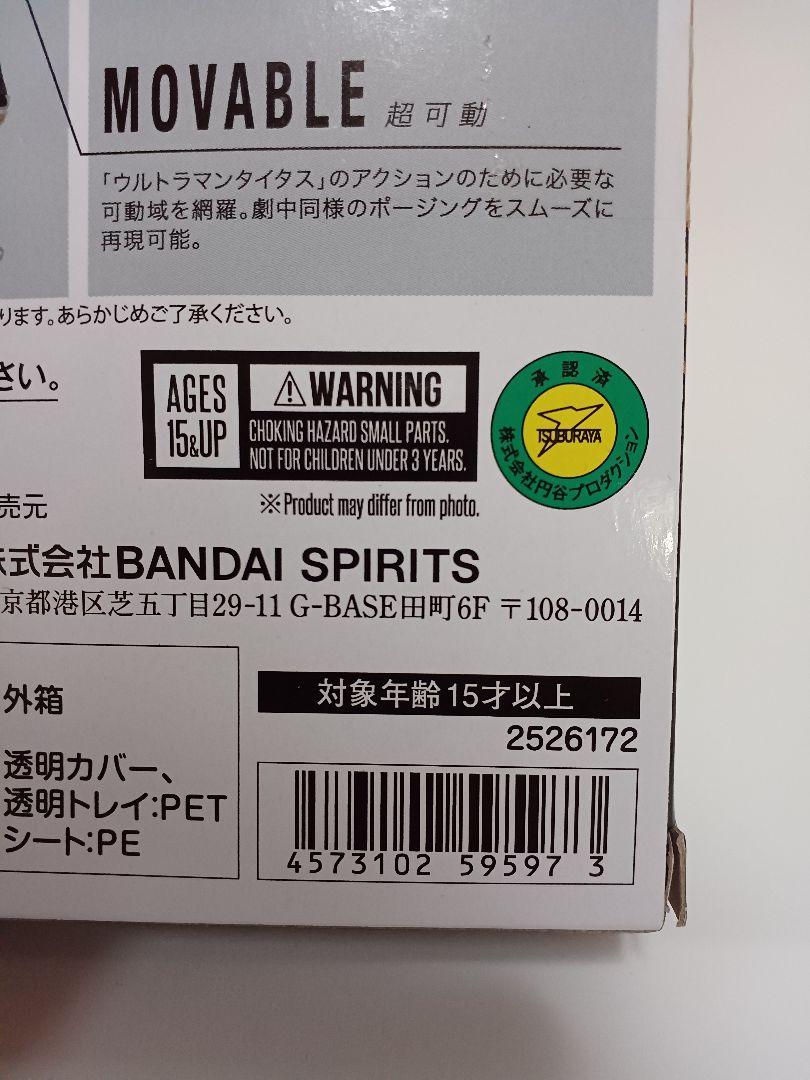 MOVABLE 超可動
「ウルトラマンタイタス」のアクションのために必要な
可動域を網羅。劇中同様のポージングをスムーズに
再現可能。
ります。あらかじめご了承ください。
さい。
AGES
15&UP
⚠WARNING
CHOKING HAZARD SMALL PARTS.
NOT FOR CHILDREN UNDER 3 YEARS.
承認済
TSUBURAYA
株式会社円谷プロダクション
※Product may differ from photo.
売元
株式会社BANDAI SPIRITS
京都港区芝五丁目29-11 G-BASE田町6F 〒108-0014
外箱
透明カバー、
透明トレイ:PET
シート:PE
対象年齢15才以上
2526172
4573102 59597 3